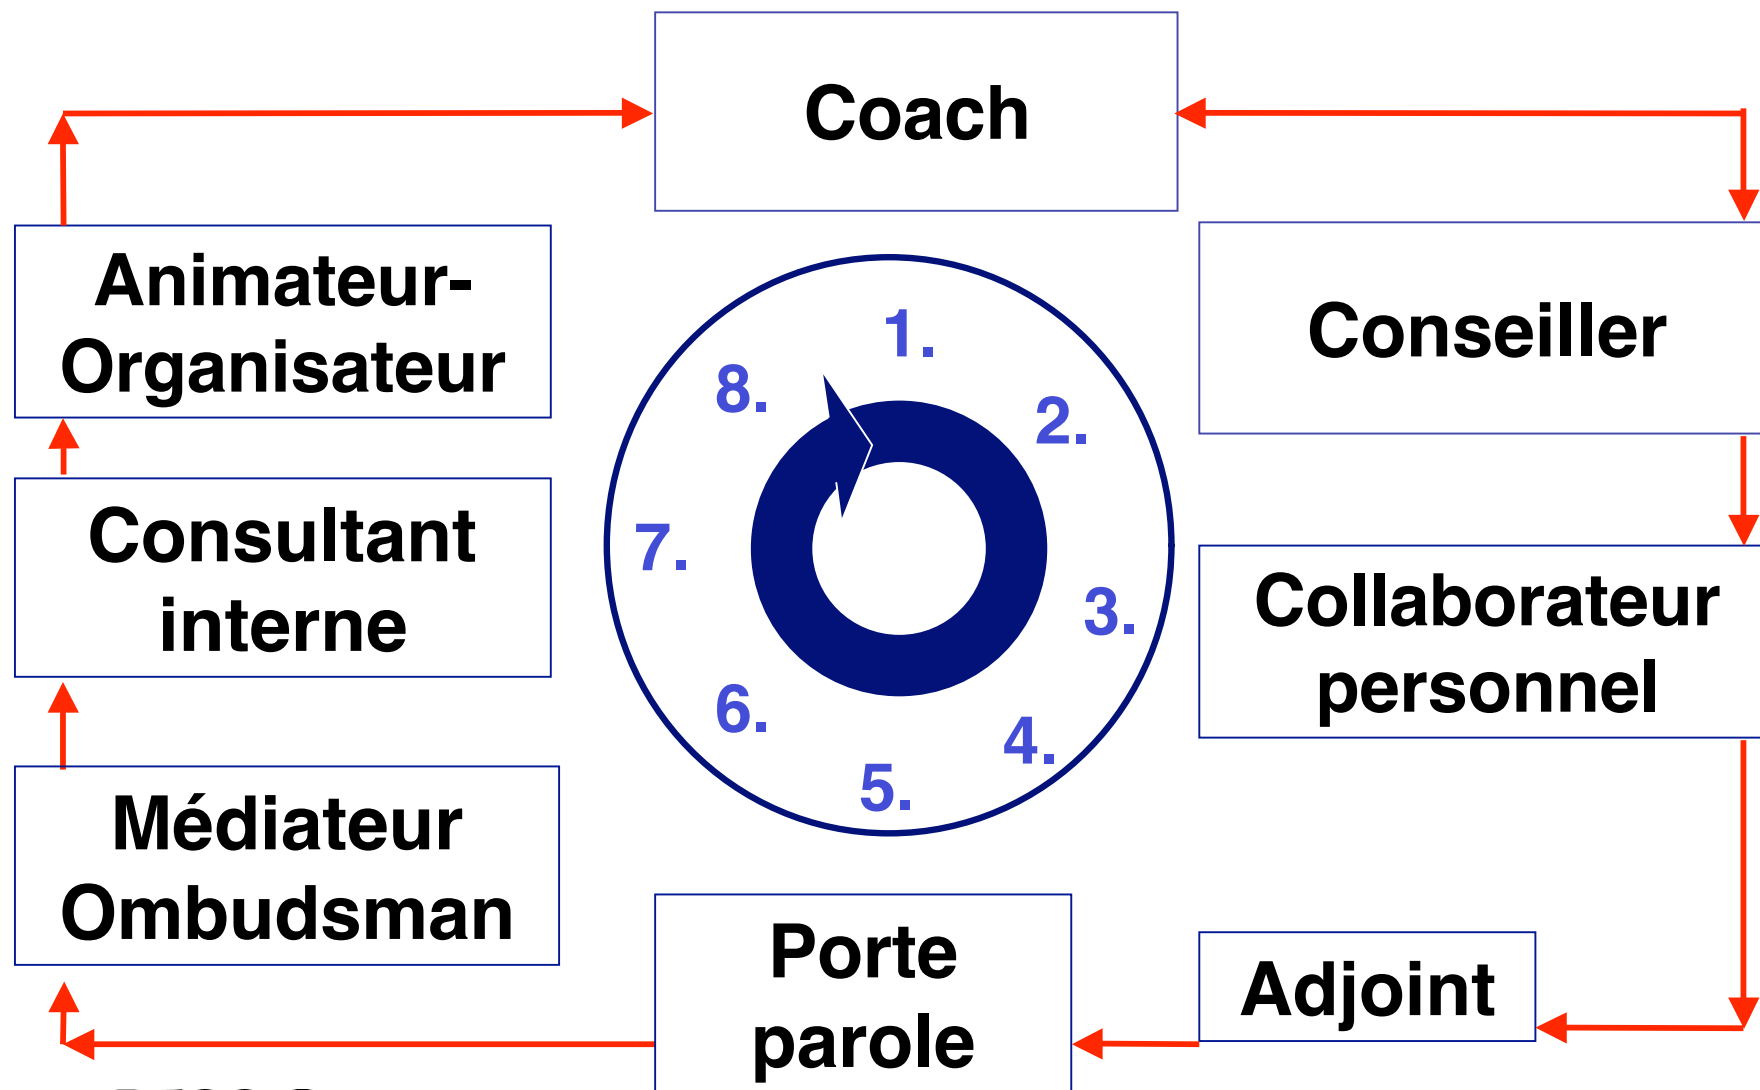 Coach
Conseiller
Collaborateur
personnel
Adjoint
Porte
parole
Médiateur
Ombudsman
Consultant
interne
Animateur-
Organisateur
1.
2.
3.
4.
5.
6.
7.
8.